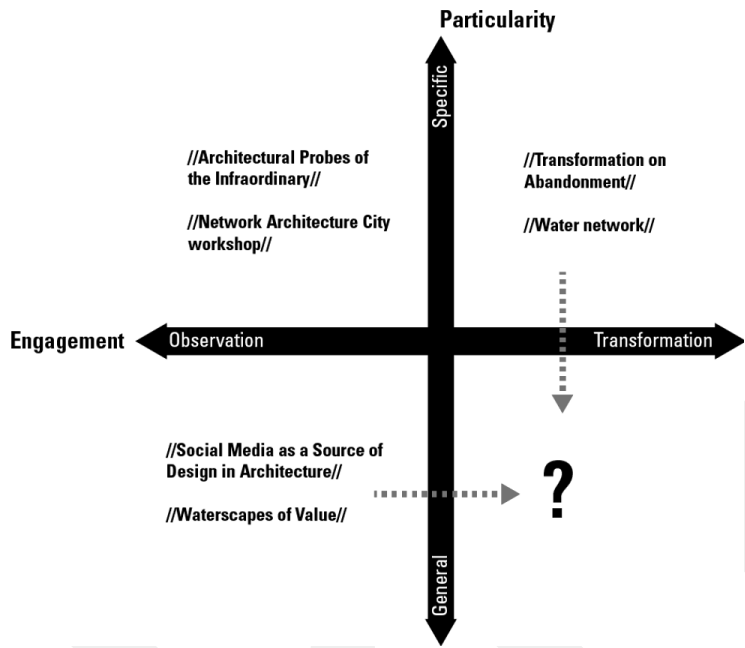 Particularity
Specific
//Architectural Probes of
the Infraordinary//
//Network Architecture City
workshop//
//Transformation on
Abandonment//
//Water network//
Engagement
Observation
Transformation
//Social Media as a Source of
Design in Architecture//
//Waterscapes of Value//
?
General